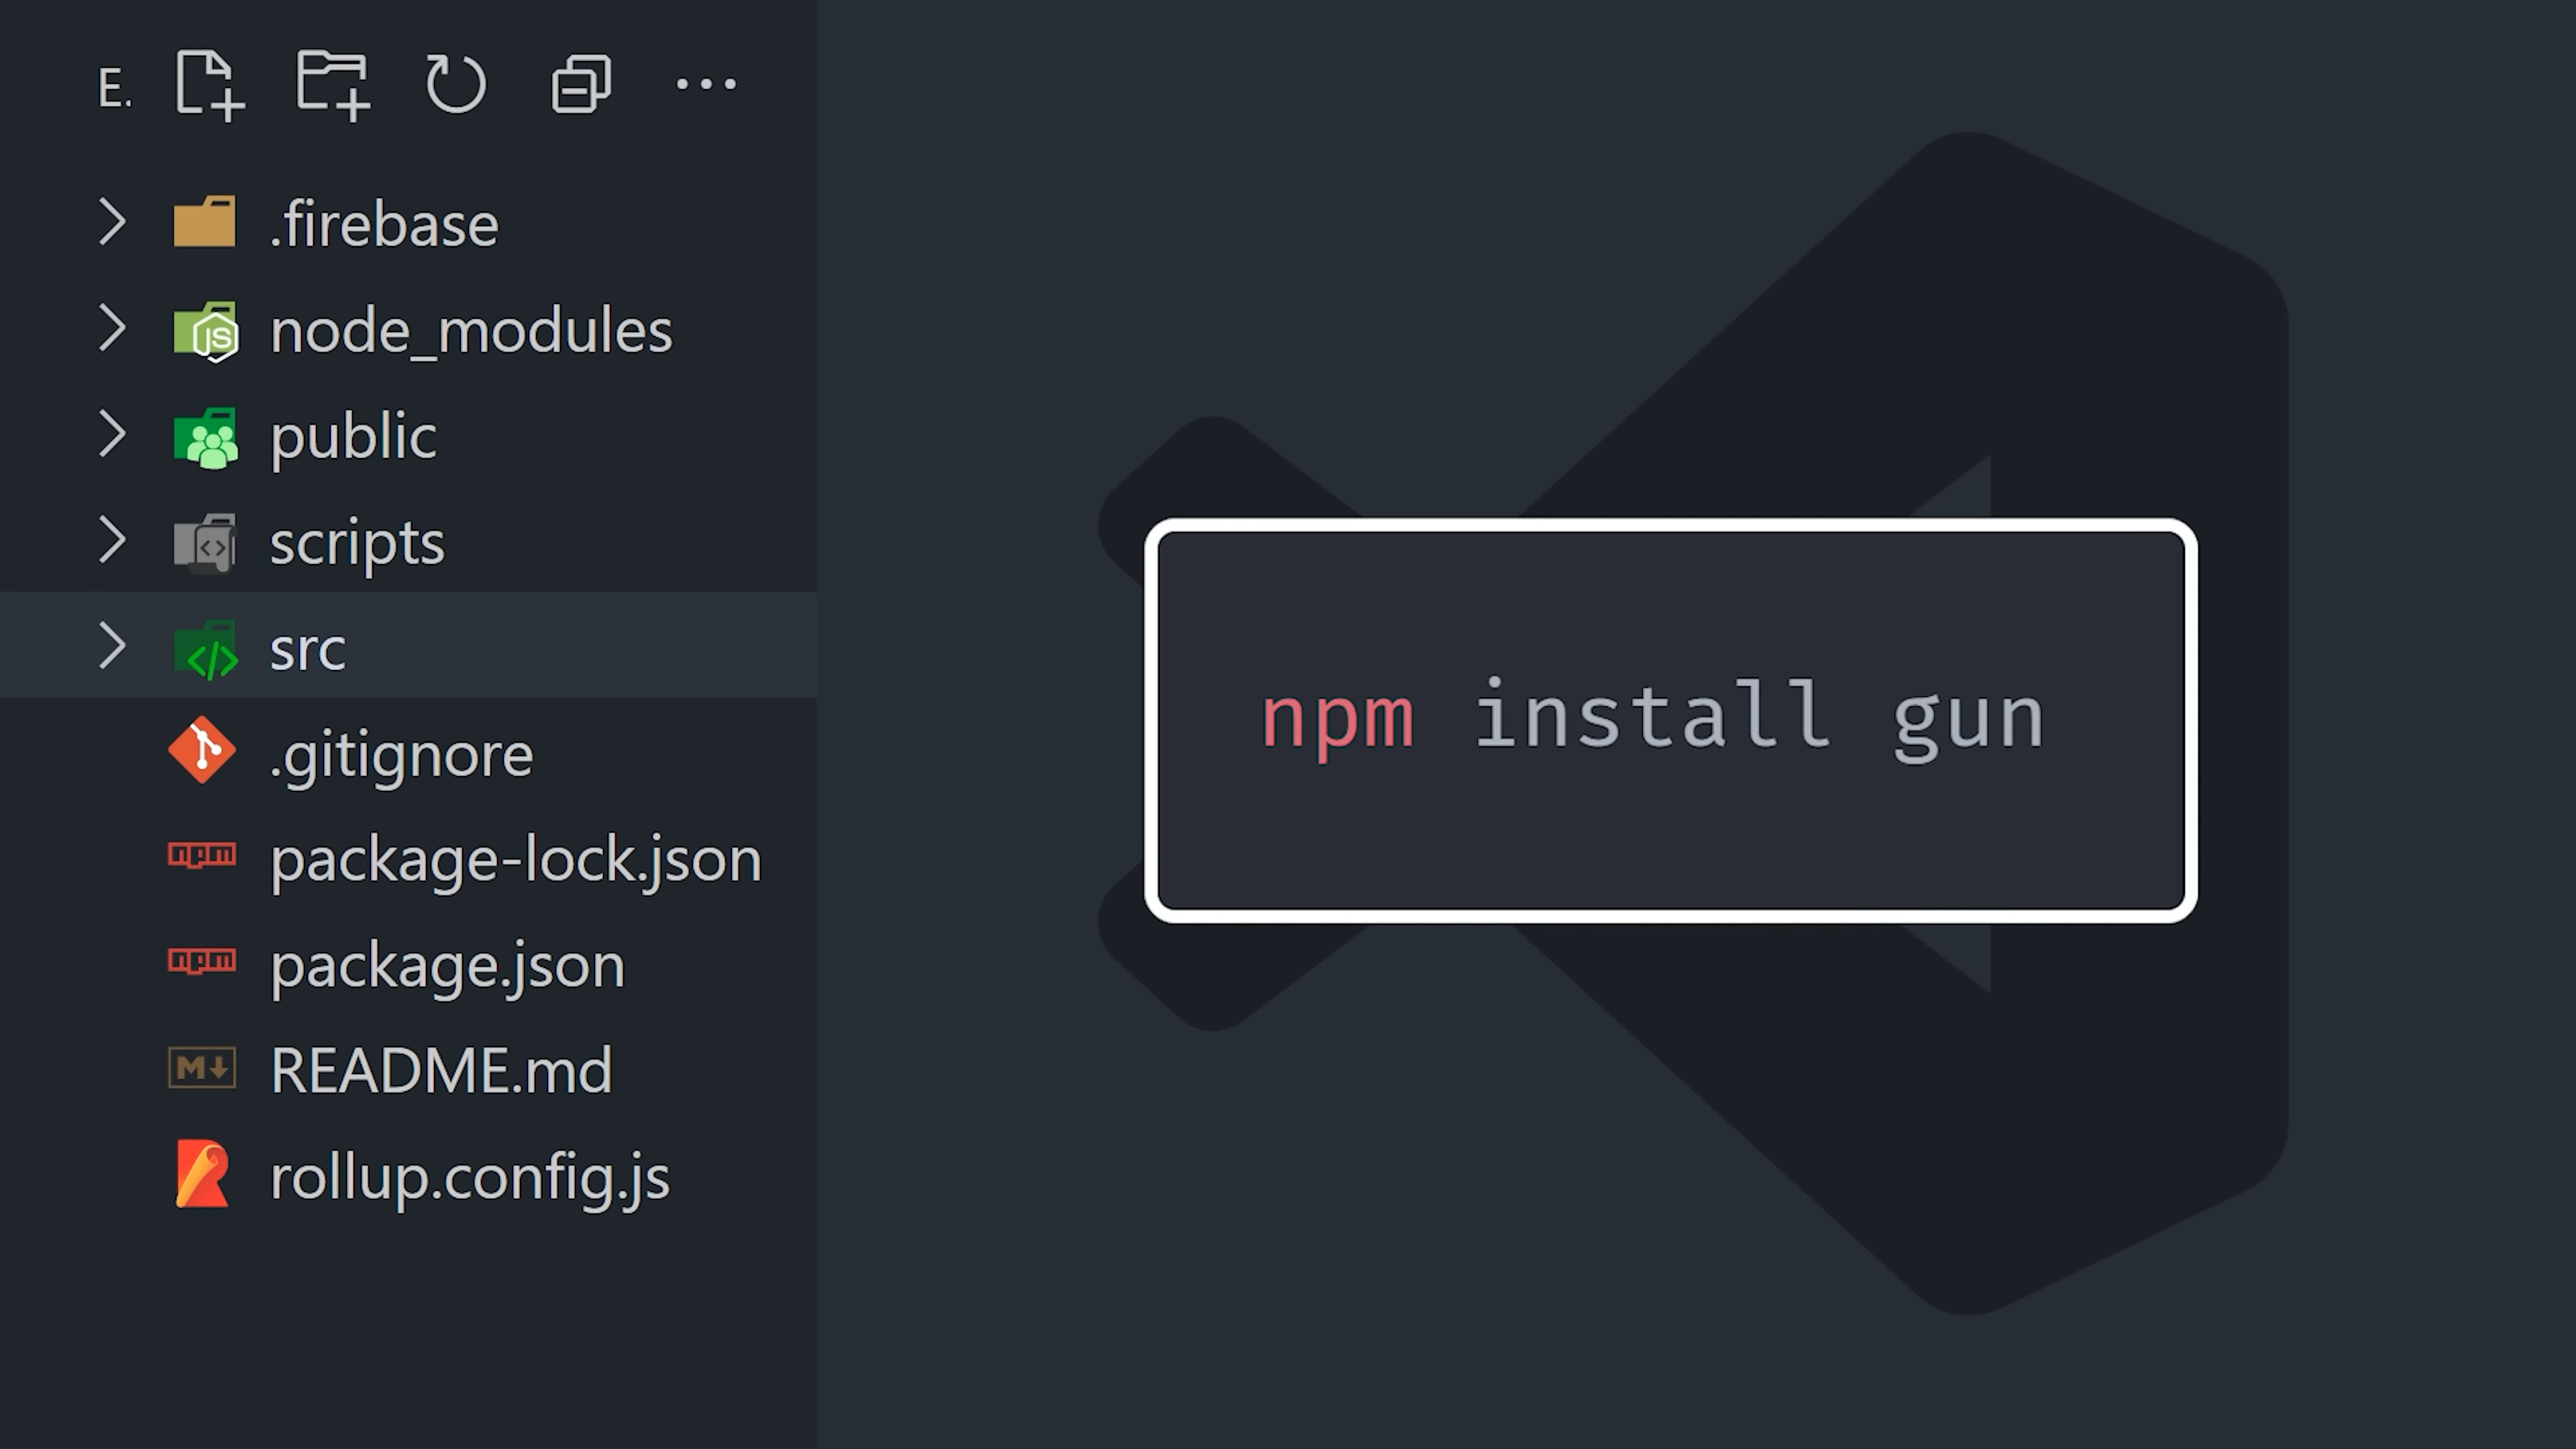 E.
.firebase
node_modules
public
scripts
src
.gitignore
package-lock.json
package.json
README.md
rollup.config.js
npm install gun